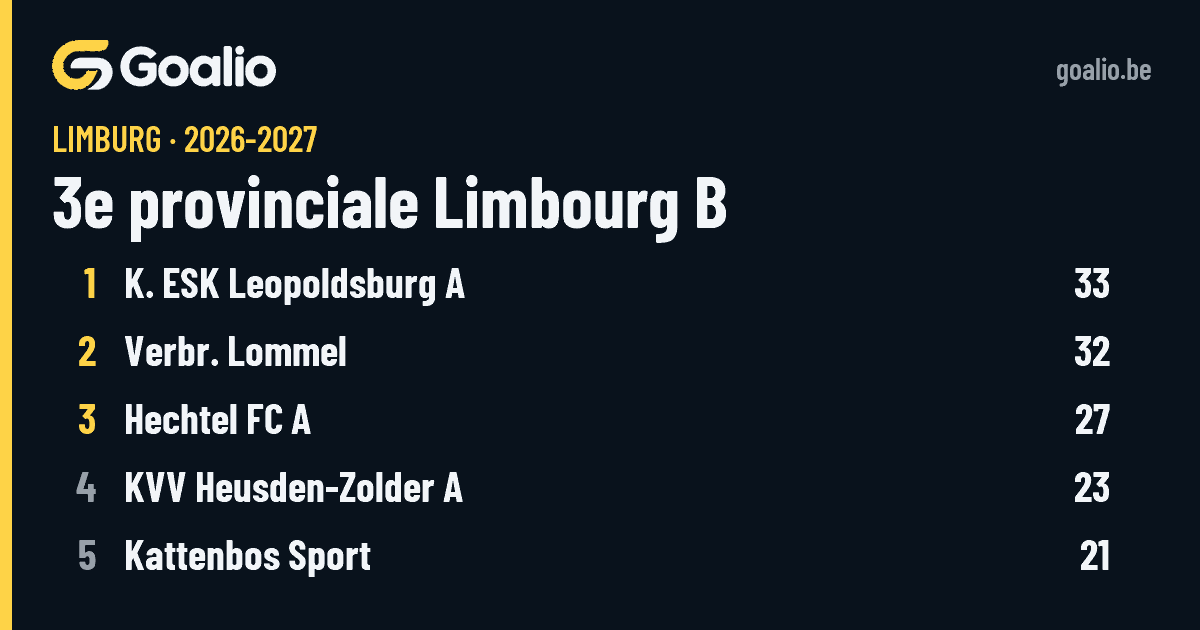 Goalio
goalio.be
LIMBURG · 2026-2027
3e provinciale Limbourg B
1 K. ESK Leopoldsburg A 33
2 Verbr. Lommel 32
3 Hechtel FC A 27
4 KVV Heusden-Zolder A 23
5 Kattenbos Sport 21